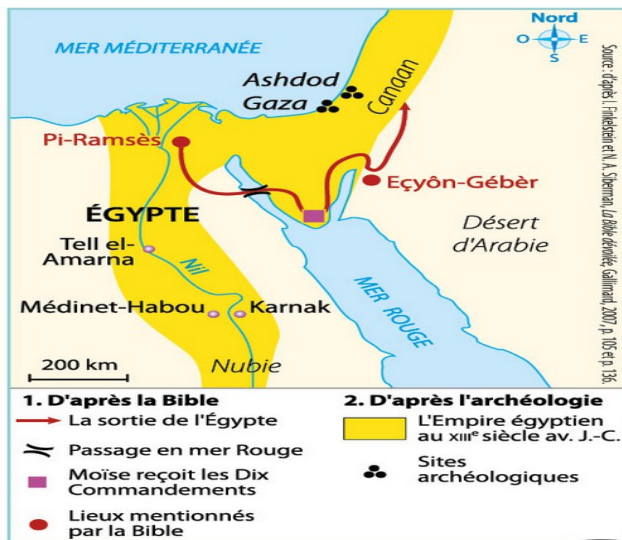 Nord
O
E
S
MER MÉDITERRANÉE
Ashdod
Gaza
Canaan
Pi-Ramsès
Eçyôn-Gébèr
ÉGYPTE
Désert
d'Arabie
Tell el-
Amarna
Nil
MER ROUGE
Médinet-Habou
Karnak
200 km
Nubie
Source : d'après I. Finkelstein et N. A. Silberman, La Bible dévoilée, Gallimard, 2007, p. 105 et p. 136.
1. D'après la Bible
La sortie de l'Égypte
Passage en mer Rouge
Moïse reçoit les Dix
Commandements
Lieux mentionnés
par la Bible
2. D'après l'archéologie
L'Empire égyptien
au XIIIe siècle av. J.-C.
Sites
archéologiques